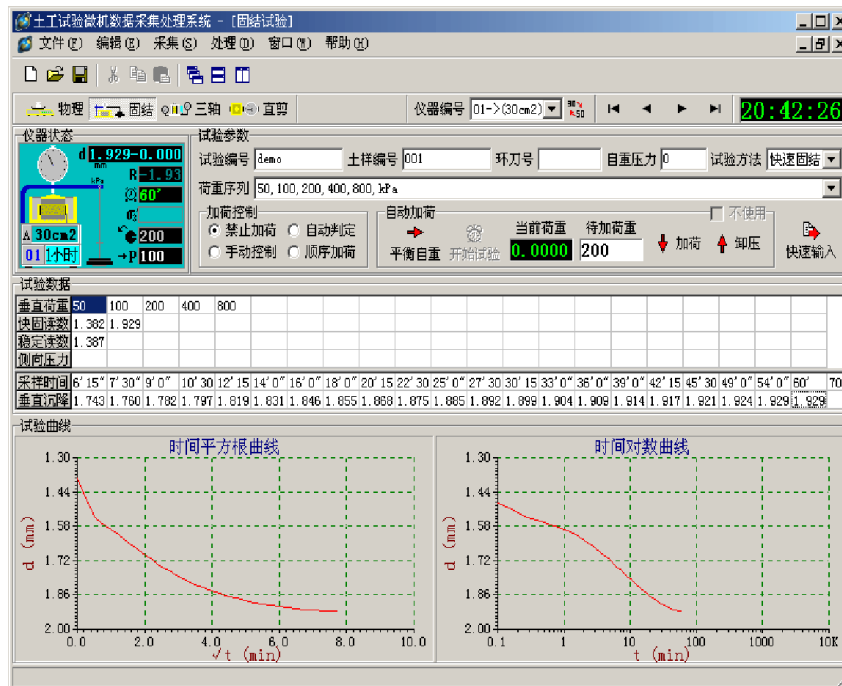 土工试验微机数据采集处理系统 - [固结试验]
文件(F) 编辑(E) 采集(S) 处理(D) 窗口(W) 帮助(H)
物理 固结 三轴 直剪 仪器编号 01->(30cm2) 20:42:26
仪器状态
d 1.929-0.000
mm
R -1.93
kPa
60"
A 30cm2
200
01 1小时
→P 100
试验参数
试验编号 demo 土样编号 001 环刀号 自重压力 0 试验方法 快速固结
荷重序列 50,100,200,400,800,kPa
加荷控制
禁止加荷 自动判定
手动控制 顺序加荷
自动加荷 不使用
平衡自重 开始试验
当前荷重 待加荷重
0.0000 200
加荷 卸压 快速输入
试验数据
垂直荷重 50 100 200 400 800
快固读数 1.382 1.929
稳定读数 1.387
侧向压力
采样时间 6'15" 7'30" 9'0" 10'30 12'15 14'0" 16'0" 18'0" 20'15 22'30 25'0" 27'30 30'15 33'0" 36'0" 39'0" 42'15 45'30 49'0" 54'0" 60' 70
垂直沉降 1.743 1.760 1.782 1.797 1.819 1.831 1.846 1.855 1.868 1.875 1.885 1.892 1.899 1.904 1.909 1.914 1.917 1.921 1.924 1.929 1.929
试验曲线
时间平方根曲线
1.30
1.44
1.58
1.72
1.86
2.00
d (mm)
0.0 2.0 4.0 6.0 8.0 10.0
√t (min)
时间对数曲线
1.30
1.44
1.58
1.72
1.86
2.00
d (mm)
0.1 1 10 100 1000 10K
t (min)